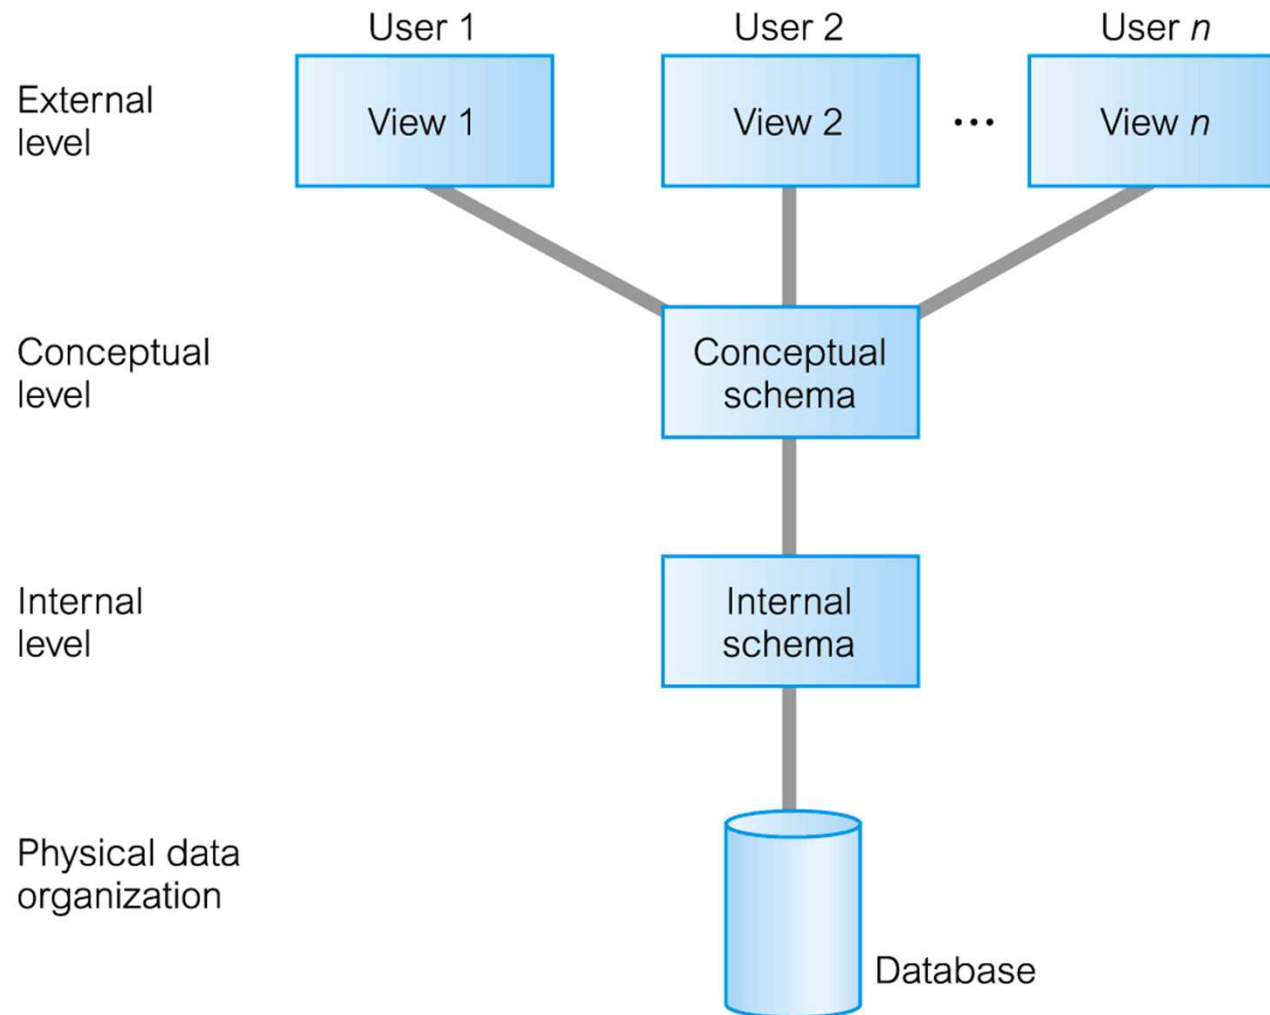 User 1
User 2
User n
External
level
View 1
View 2
...
View n
Conceptual
level
Conceptual
schema
Internal
level
Internal
schema
Physical data
organization
Database